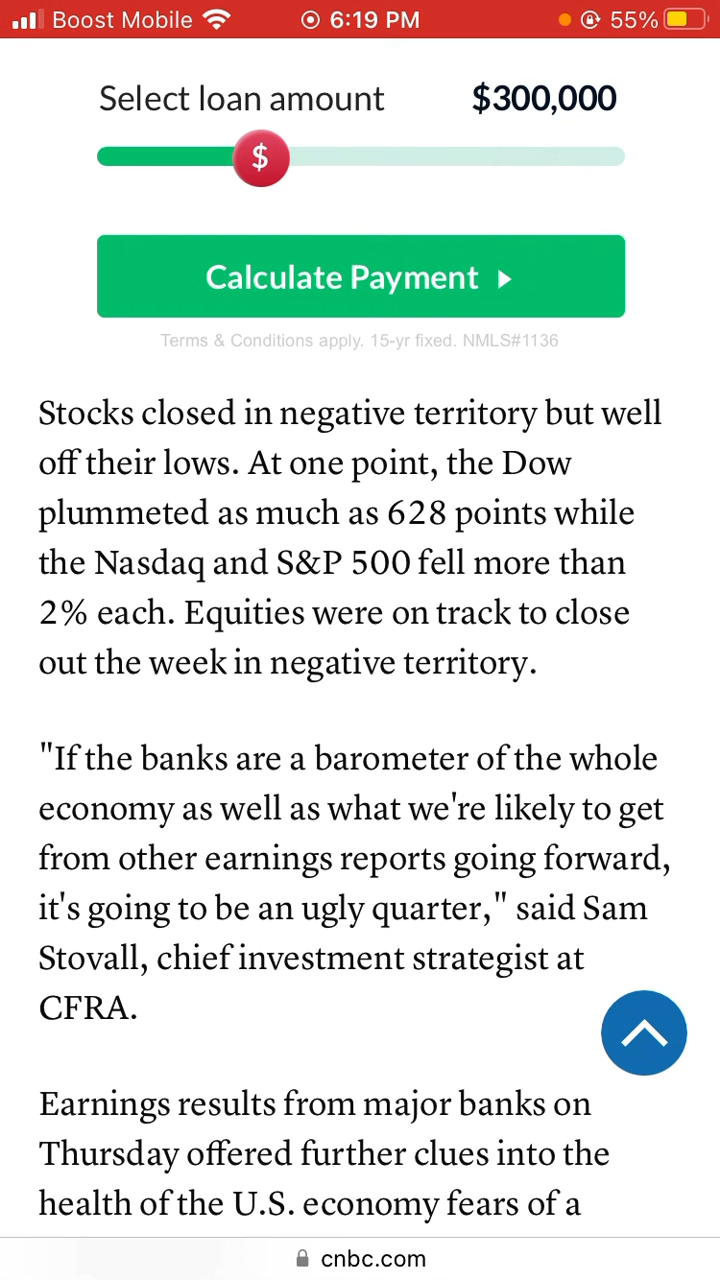 Boost Mobile 6:19 PM 55%
Select loan amount $300,000
$
Calculate Payment
Terms & Conditions apply. 15-yr fixed. NMLS#1136
Stocks closed in negative territory but well
off their lows. At one point, the Dow
plummeted as much as 628 points while
the Nasdaq and S&P 500 fell more than
2% each. Equities were on track to close
out the week in negative territory.
"If the banks are a barometer of the whole
economy as well as what we're likely to get
from other earnings reports going forward,
it's going to be an ugly quarter," said Sam
Stovall, chief investment strategist at
CFRA.
Earnings results from major banks on
Thursday offered further clues into the
health of the U.S. economy fears of a
cnbc.com